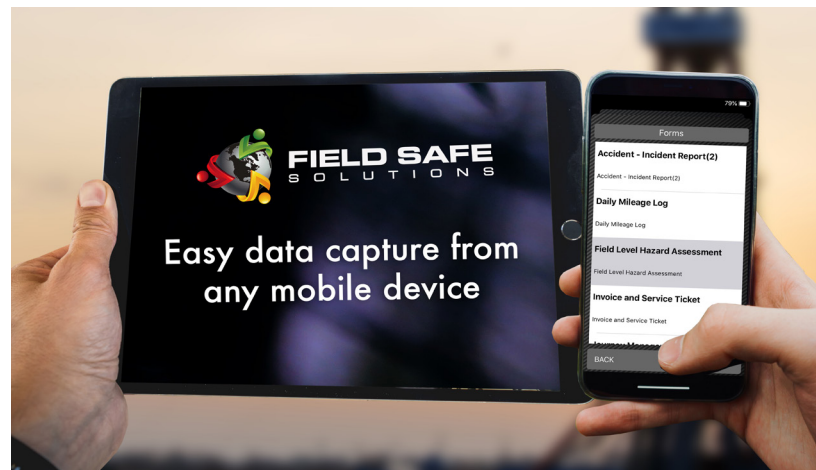 FIELD SAFE
SOLUTIONS
Easy data capture from
any mobile device
79%
Forms
Accident - Incident Report(2)
Accident - Incident Report(2)
Daily Mileage Log
Daily Mileage Log
Field Level Hazard Assessment
Field Level Hazard Assessment
Invoice and Service Ticket
Invoice and Service Ticket
BACK